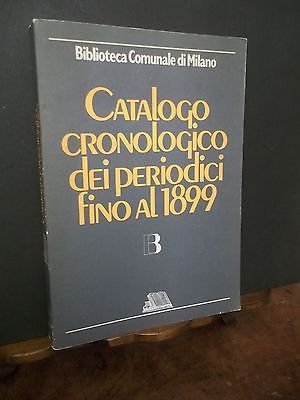 Biblioteca Comunale di Milano
CATALOGO
CRONOLOGICO
DEI PERIODICI
FINO AL 1899
B